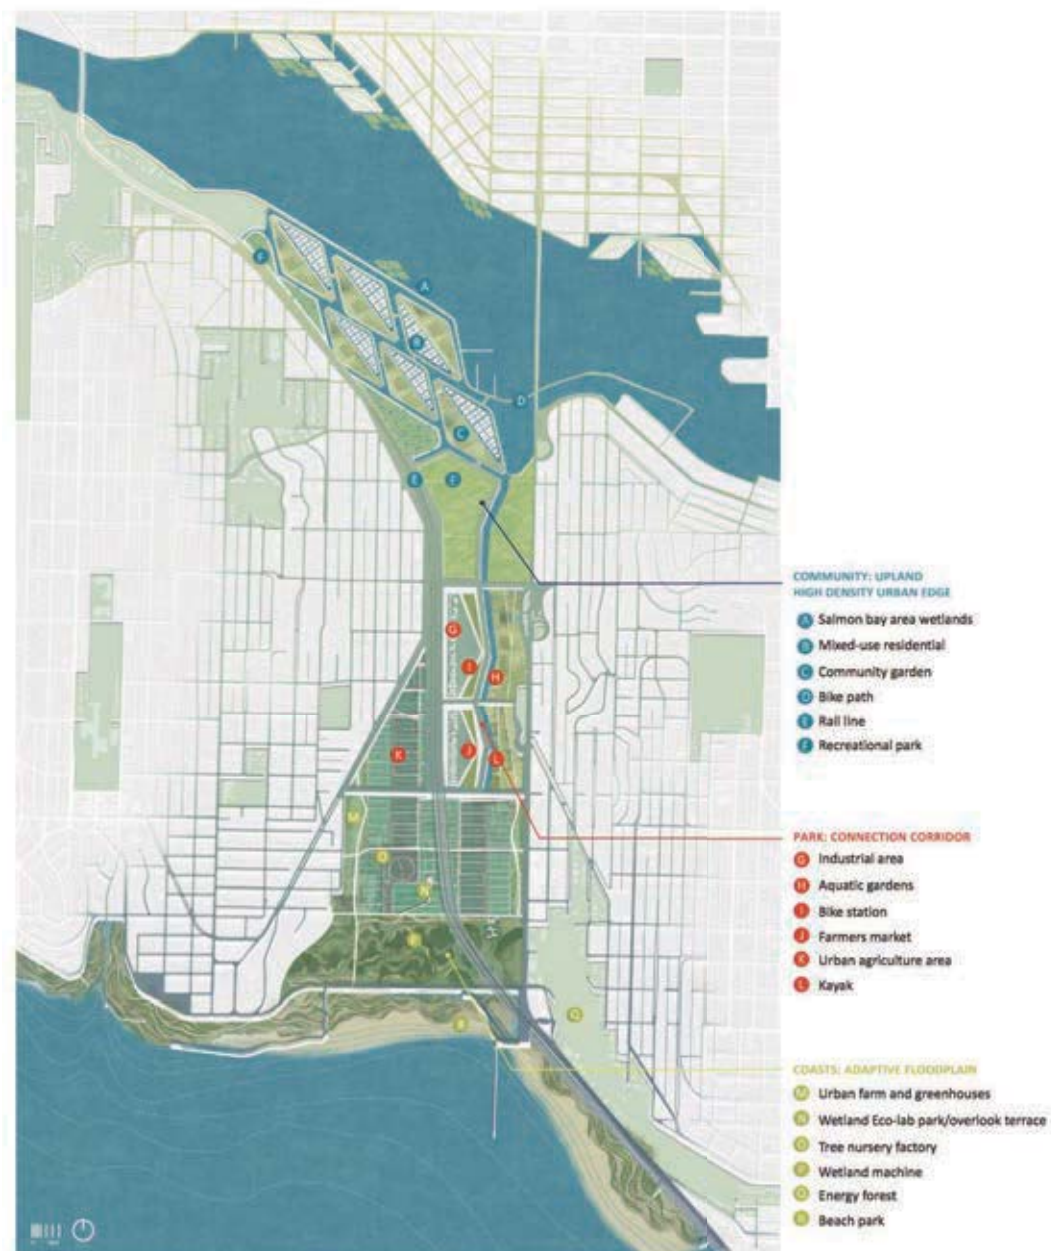 F
A
B
D
C
E
F
COMMUNITY: UPLAND
HIGH DENSITY URBAN EDGE
A Salmon bay area wetlands
B Mixed-use residential
C Community garden
D Bike path
E Rail line
F Recreational park
G
I
H
J
L
K
PARK: CONNECTION CORRIDOR
G Industrial area
H Aquatic gardens
I Bike station
J Farmers market
K Urban agriculture area
L Kayak
M
O
N
Q
COASTS: ADAPTIVE FLOODPLAIN
M Urban farm and greenhouses
N Wetland Eco-lab park/overlook terrace
O Tree nursery factory
P Wetland machine
Q Energy forest
R Beach park